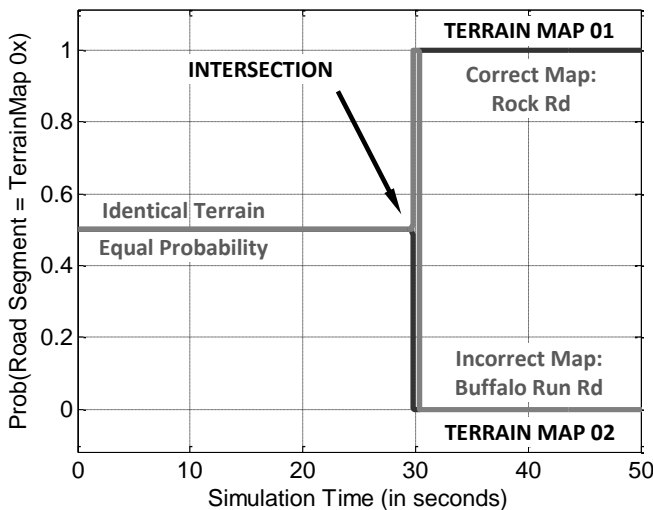 TERRAIN MAP 01
INTERSECTION
Correct Map:
Rock Rd
Identical Terrain
Equal Probability
Incorrect Map:
Buffalo Run Rd
TERRAIN MAP 02
Prob(Road Segment = TerrainMap 0x)
1
0.8
0.6
0.4
0.2
0
0
10
20
30
40
50
Simulation Time (in seconds)